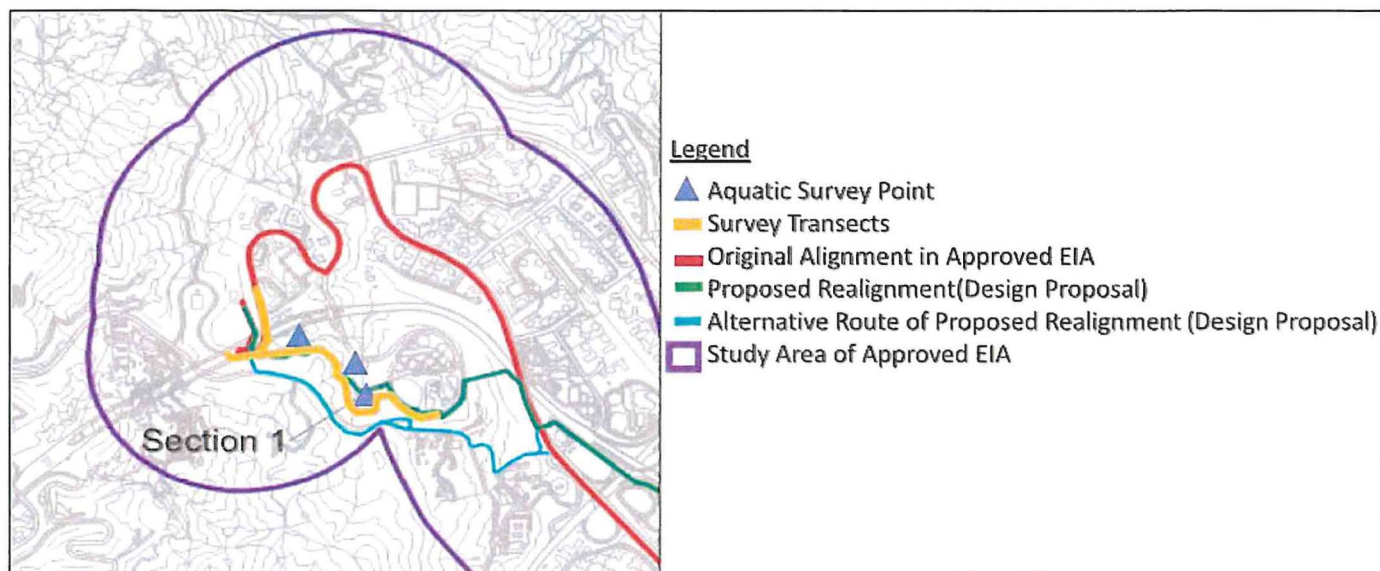 Section 1
Legend
Aquatic Survey Point
Survey Transects
Original Alignment in Approved EIA
Proposed Realignment(Design Proposal)
Alternative Route of Proposed Realignment (Design Proposal)
Study Area of Approved EIA